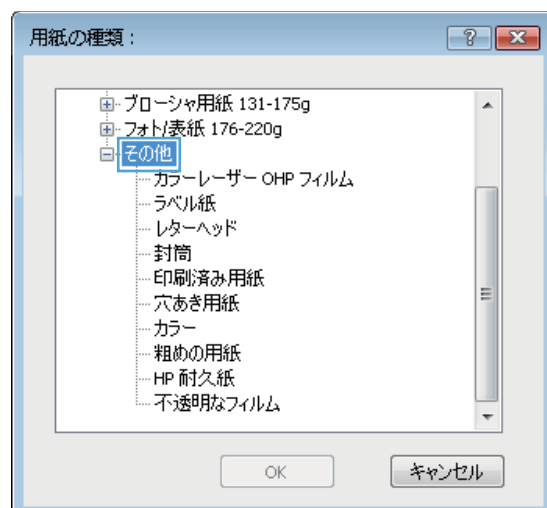 用紙の種類:
ブローシャ用紙 131-175g
フォト/表紙 176-220g
その他
カラーレーザー OHP フィルム
ラベル紙
レターヘッド
封筒
印刷済み用紙
穴あき用紙
カラー
粗めの用紙
HP 耐久紙
不透明なフィルム
OK
キャンセル